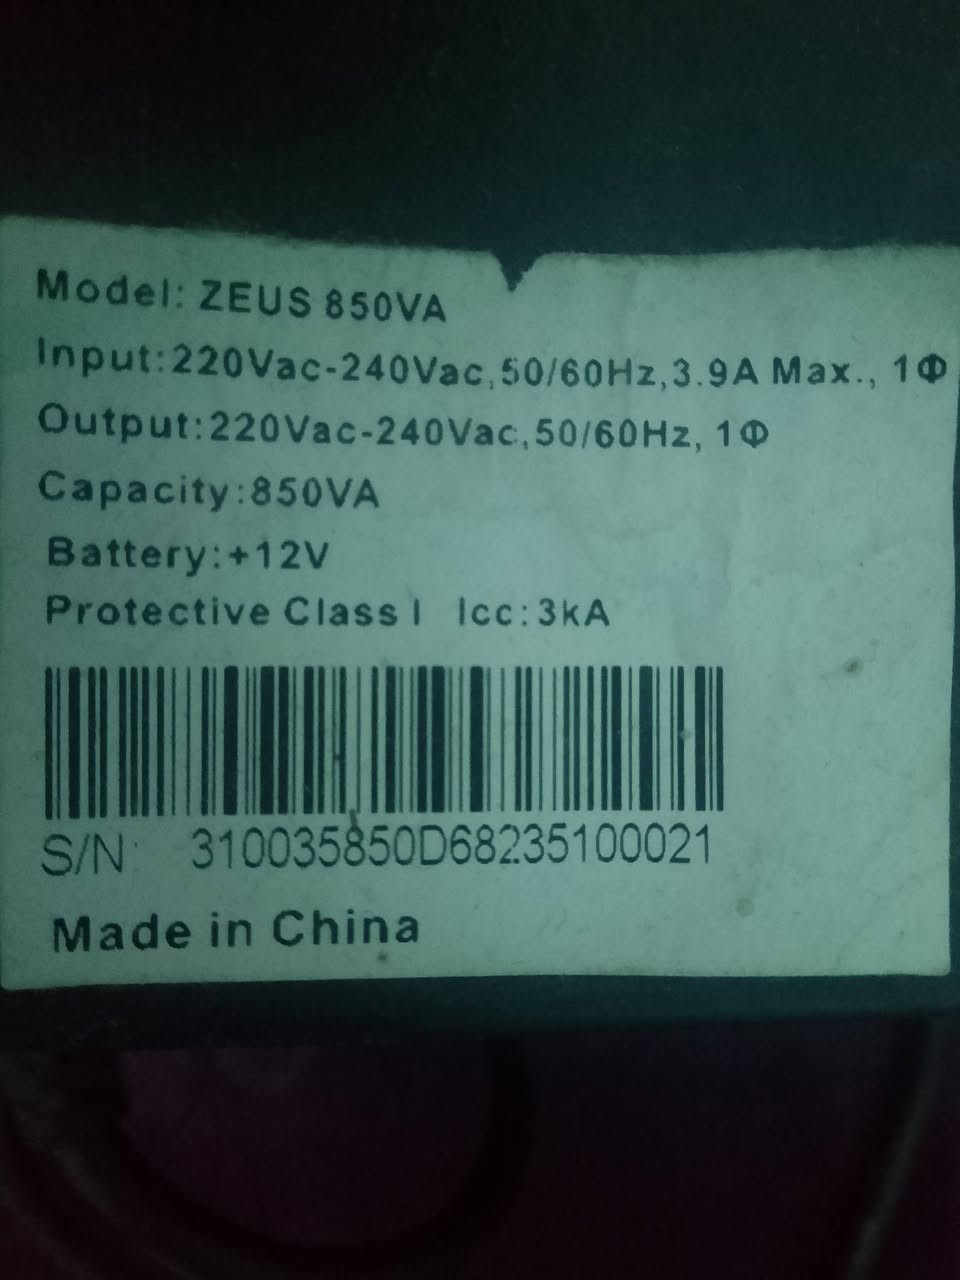 Model: ZEUS 850VA
Input:220Vac-240Vac,50/60Hz,3.9A Max., 1Φ
Output:220Vac-240Vac,50/60Hz, 1Φ
Capacity:850VA
Battery:+12V
Protective Class I Icc:3kA
S/N: 310035850D68235100021
Made in China